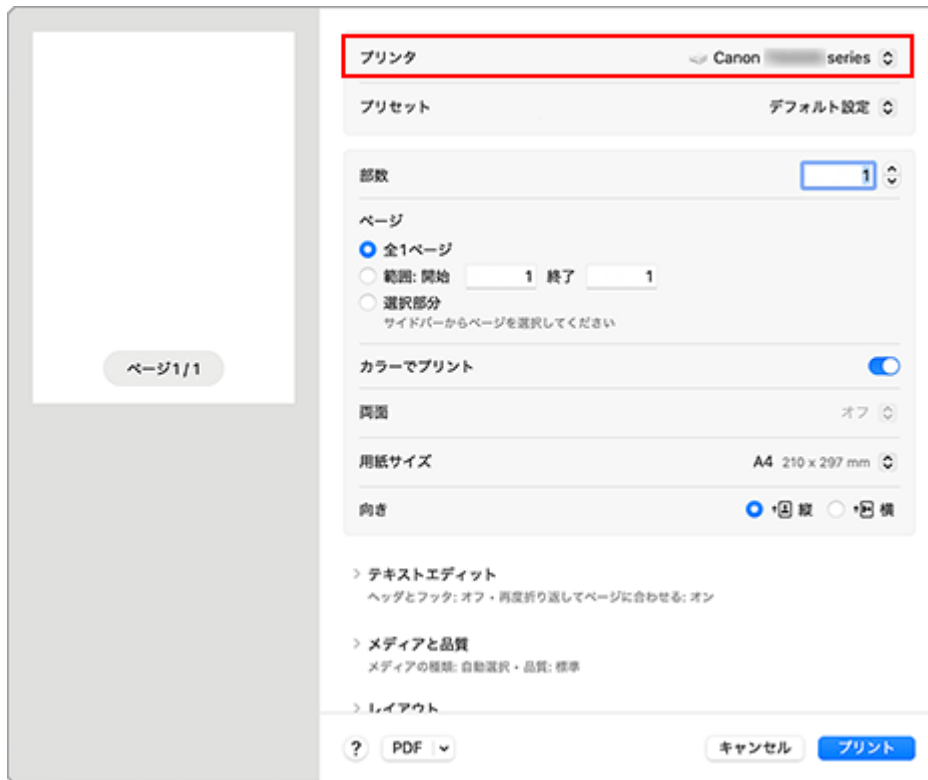 プリンタ Canon series
プリセット デフォルト設定
部数 1
ページ
全1ページ
範囲: 開始 1 終了 1
選択部分
サイドバーからページを選択してください
ページ1/1
カラーでプリント
両面 オフ
用紙サイズ A4 210 x 297 mm
向き 縦 横
テキストエディット
ヘッダとフッタ: オフ・再度折り返してページに合わせる: オン
メディアと品質
メディアの種類: 自動選択・品質: 標準
レイアウト
? PDF キャンセル プリント